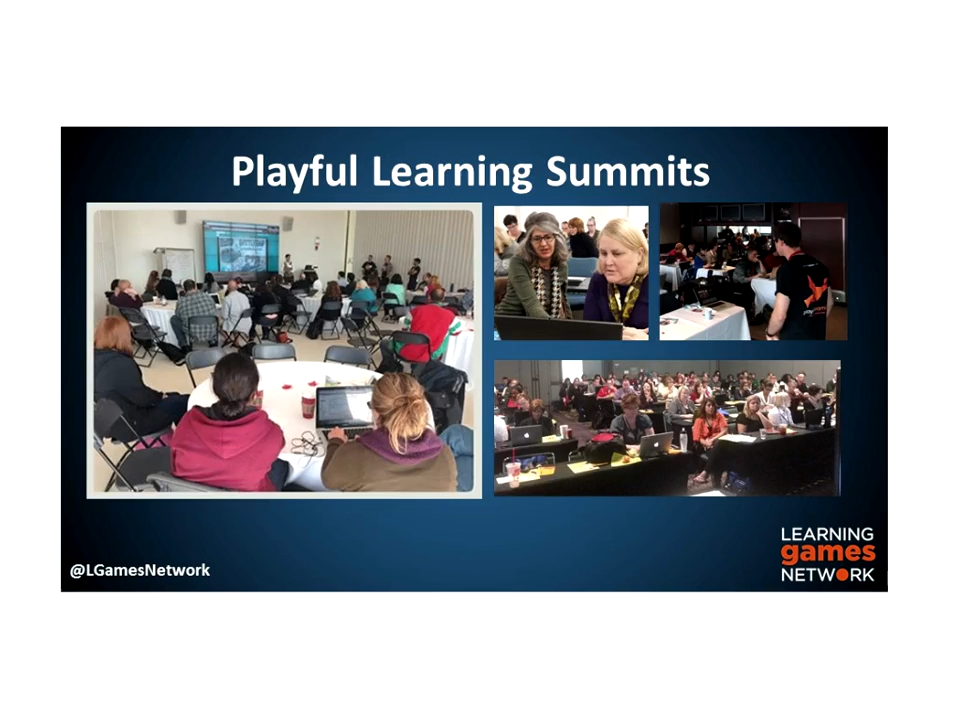 Playful Learning Summits
@LGamesNetwork
LEARNING
games
NETWORK